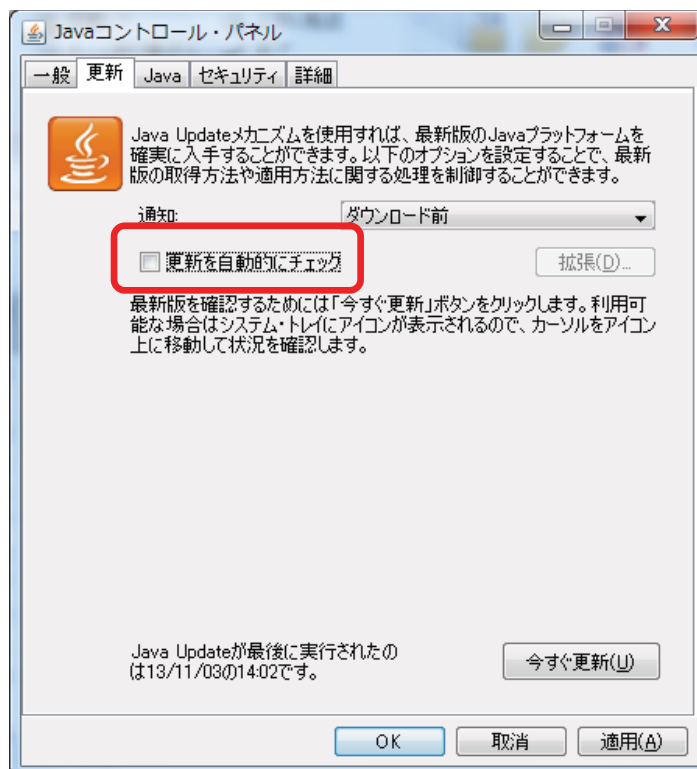 Javaコントロール・パネル
一般 更新 Java セキュリティ 詳細
Java Updateメカニズムを使用すれば、最新版のJavaプラットフォームを
確実に入手することができます。以下のオプションを設定することで、最新
版の取得方法や適用方法に関する処理を制御することができます。
通知: ダウンロード前
更新を自動的にチェック 拡張(D)...
最新版を確認するためには「今すぐ更新」ボタンをクリックします。利用可
能な場合はシステム・トレイにアイコンが表示されるので、カーソルをアイコン
上に移動して状況を確認します。
Java Updateが最後に実行されたの
は13/11/03の14:02です。
今すぐ更新(U)
OK 取消 適用(A)